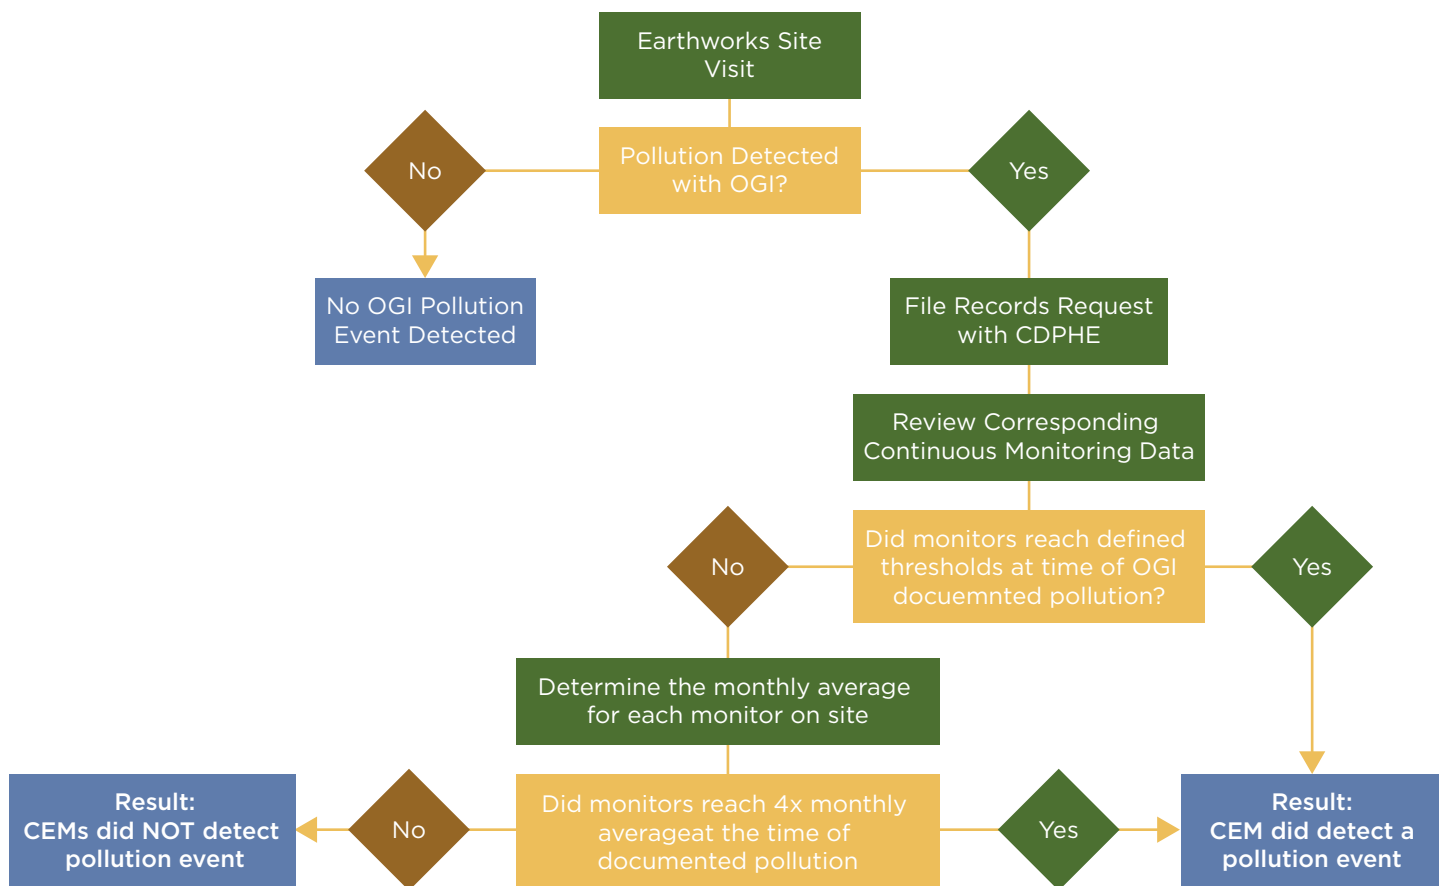 Earthworks Site
Visit
Pollution Detected
with OGI?
No
Yes
No OGI Pollution
Event Detected
File Records Request
with CDPHE
Review Corresponding
Continuous Monitoring Data
Did monitors reach defined
thresholds at time of OGI
docuemnted pollution?
No
Yes
Determine the monthly average
for each monitor on site
Did monitors reach 4x monthly
averageat the time of
documented pollution
No
Yes
Result:
CEMs did NOT detect
pollution event
Result:
CEM did detect a
pollution event